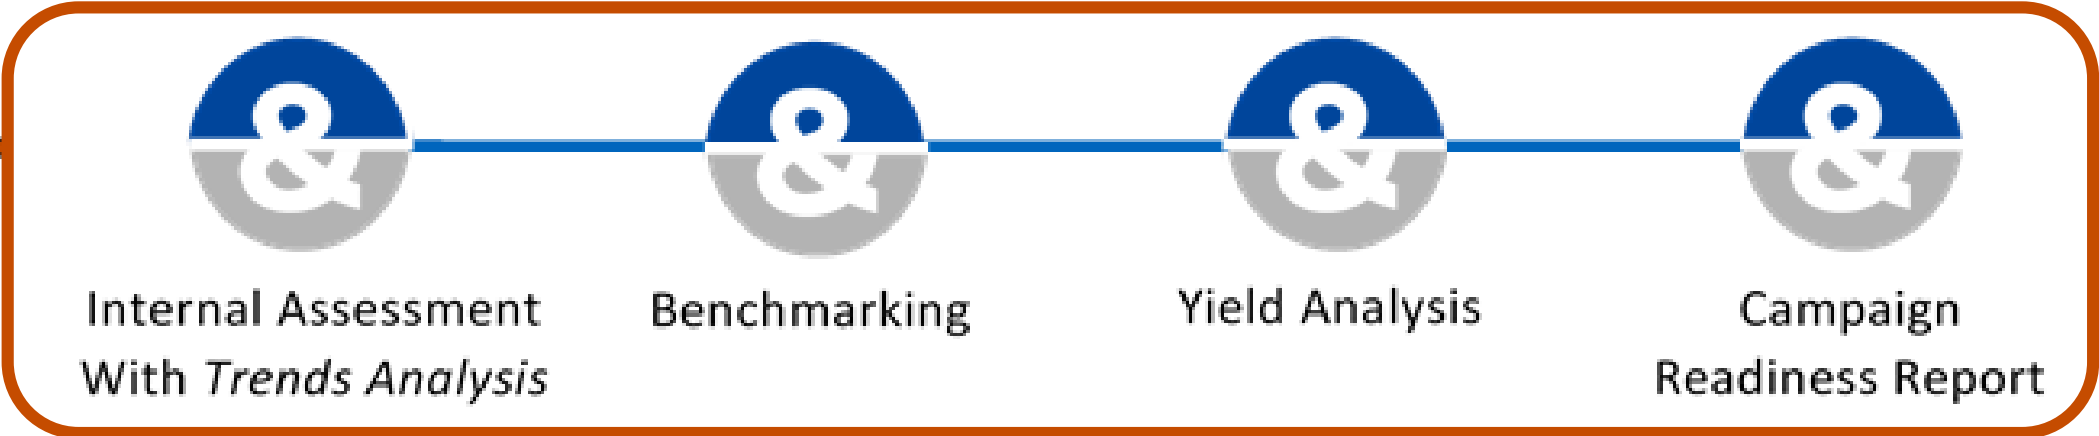 &
&
&
&
Internal Assessment
With Trends Analysis
Benchmarking
Yield Analysis
Campaign
Readiness Report